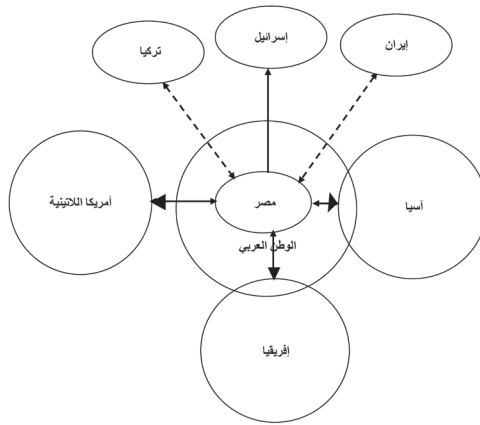 إيران
إسرائيل
تركيا
آسيا
مصر
أمريكا اللاتينية
الوطن العربي
إفريقيا